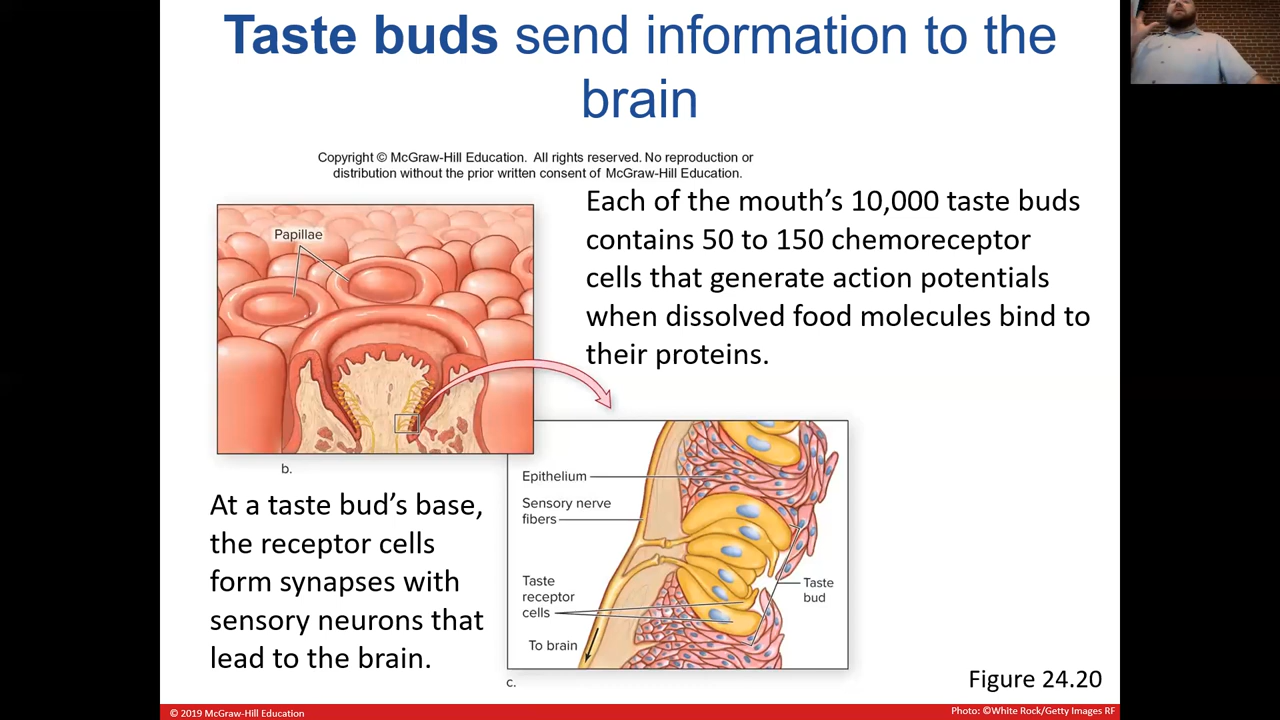 Taste buds send information to the
brain
Copyright © McGraw-Hill Education. All rights reserved. No reproduction or
distribution without the prior written consent of McGraw-Hill Education.
Each of the mouth’s 10,000 taste buds
contains 50 to 150 chemoreceptor
cells that generate action potentials
when dissolved food molecules bind to
their proteins.
Papillae
b.
At a taste bud’s base,
the receptor cells
form synapses with
sensory neurons that
lead to the brain.
Epithelium
Sensory nerve
fibers
Taste
receptor
cells
To brain
Taste
bud
c.
Figure 24.20
© 2019 McGraw-Hill Education
Photo: ©White Rock/Getty Images RF